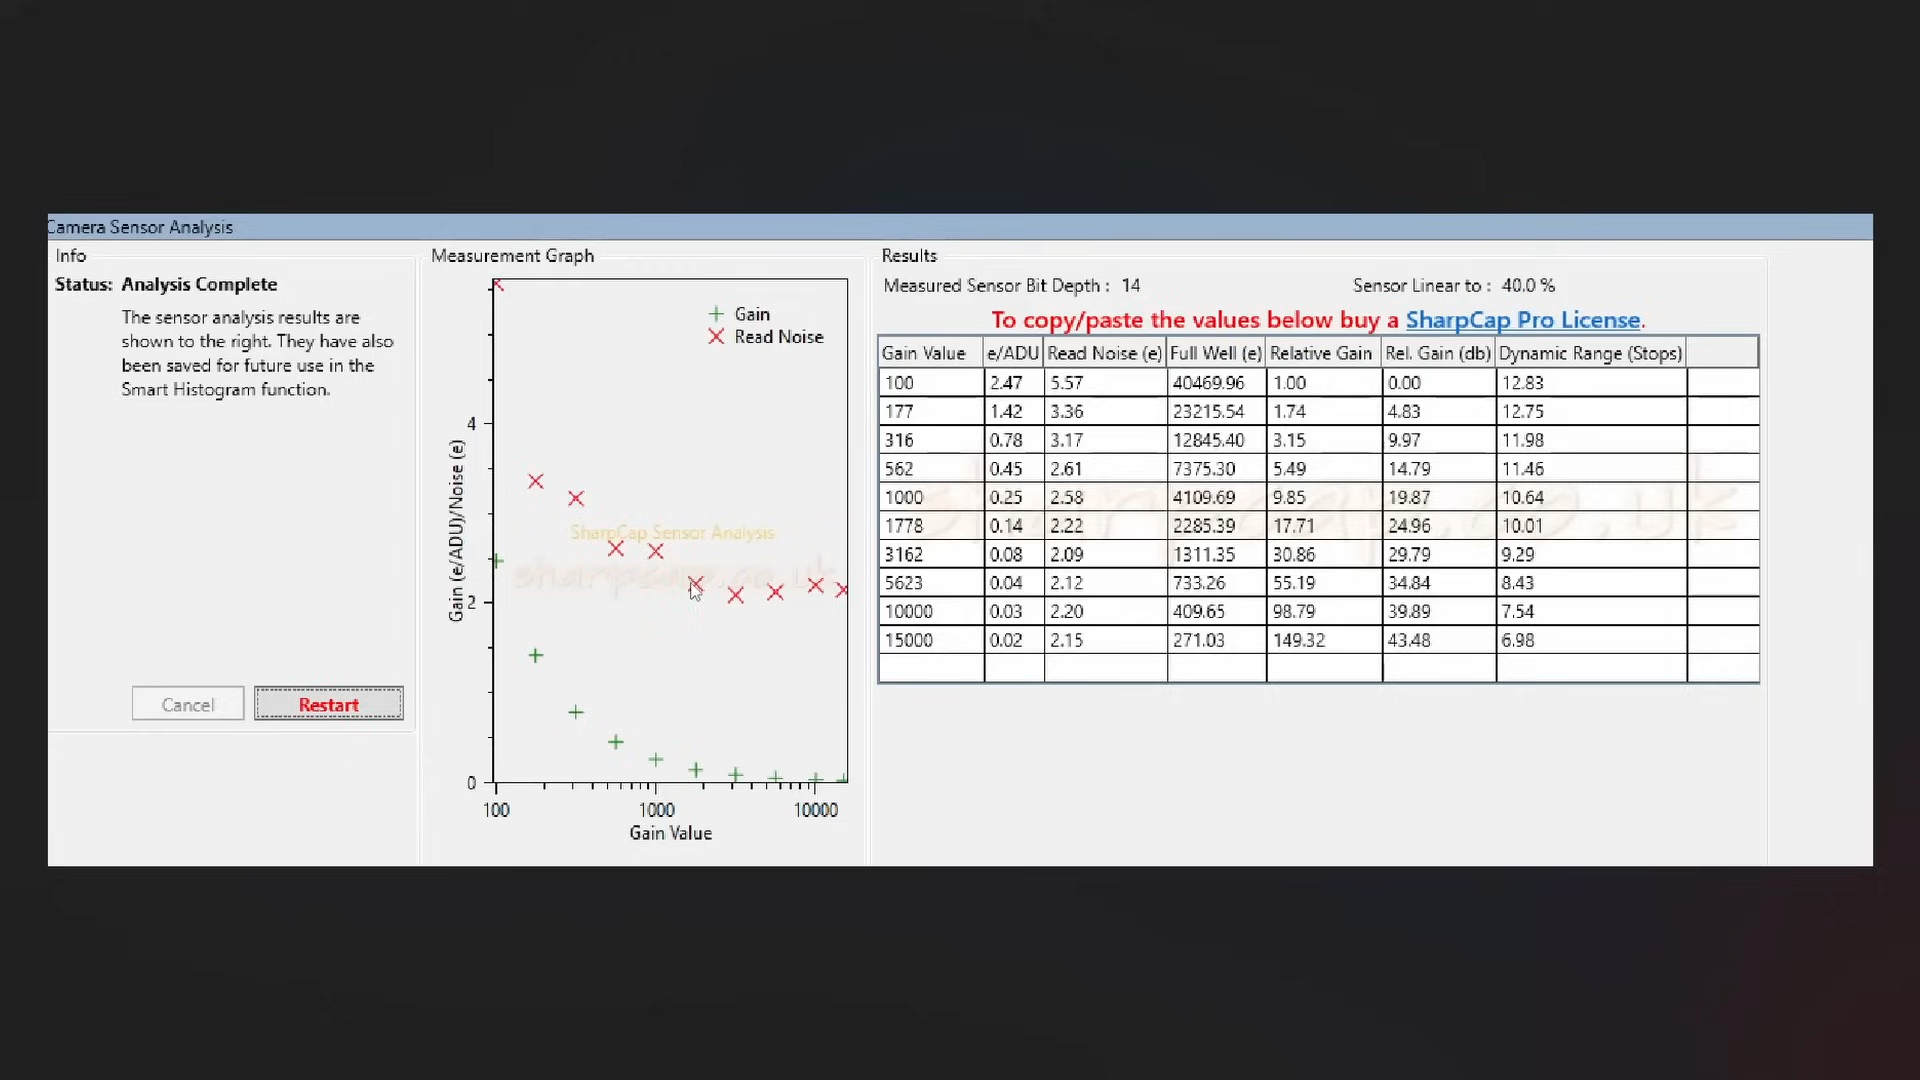 Camera Sensor Analysis
Info
Status: Analysis Complete
The sensor analysis results are
shown to the right. They have also
been saved for future use in the
Smart Histogram function.
Cancel
Restart
Measurement Graph
Gain
Read Noise
SharpCap Sensor Analysis
sharpcap.co.uk
Gain (e/ADU)/Noise (e)
4
2
0
100 1000 10000
Gain Value
Results
Measured Sensor Bit Depth : 14 Sensor Linear to : 40.0 %
To copy/paste the values below buy a SharpCap Pro License.
Gain Value e/ADU Read Noise (e) Full Well (e) Relative Gain Rel. Gain (db) Dynamic Range (Stops)
100 2.47 5.57 40469.96 1.00 0.00 12.83
177 1.42 3.36 23215.54 1.74 4.83 12.75
316 0.78 3.17 12845.40 3.15 9.97 11.98
562 0.45 2.61 7375.30 5.49 14.79 11.46
1000 0.25 2.58 4109.69 9.85 19.87 10.64
1778 0.14 2.22 2285.39 17.71 24.96 10.01
3162 0.08 2.09 1311.35 30.86 29.79 9.29
5623 0.04 2.12 733.26 55.19 34.84 8.43
10000 0.03 2.20 409.65 98.79 39.89 7.54
15000 0.02 2.15 271.03 149.32 43.48 6.98
sharpcap.co.uk